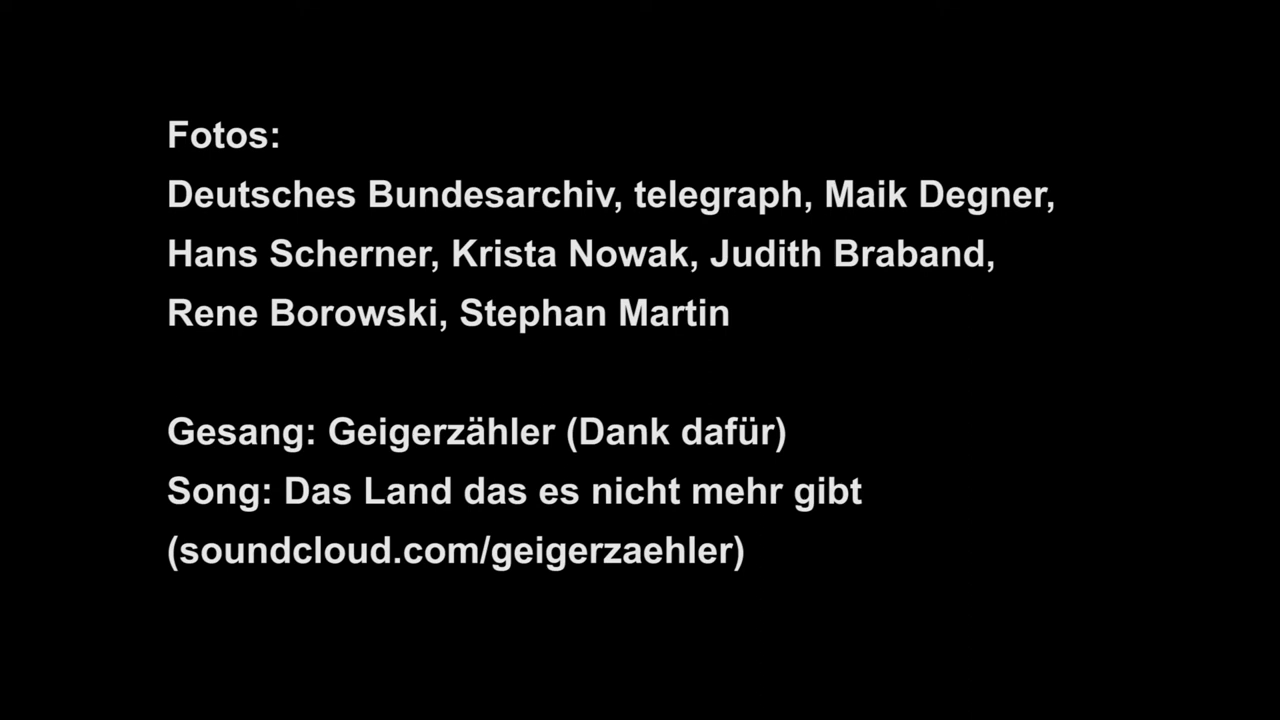 Fotos:
Deutsches Bundesarchiv, telegraph, Maik Degner,
Hans Scherner, Krista Nowak, Judith Braband,
Rene Borowski, Stephan Martin
Gesang: Geigerzähler (Dank dafür)
Song: Das Land das es nicht mehr gibt
(soundcloud.com/geigerzaehler)